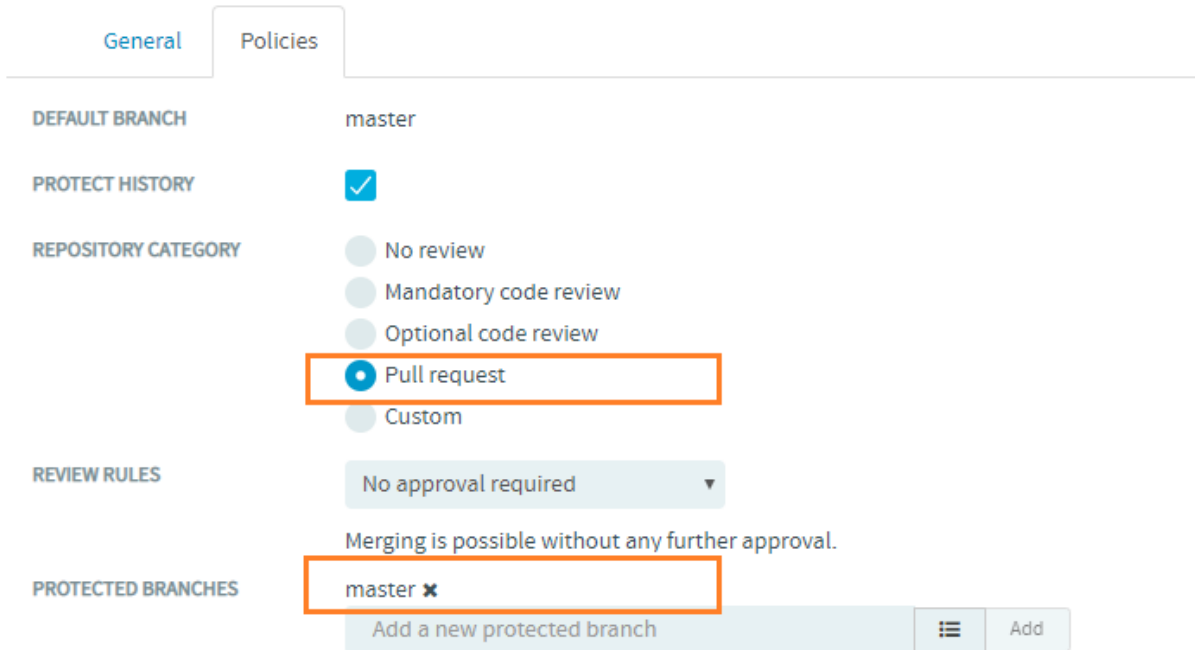 General Policies
DEFAULT BRANCH master
PROTECT HISTORY
REPOSITORY CATEGORY No review
Mandatory code review
Optional code review
Pull request
Custom
REVIEW RULES No approval required
Merging is possible without any further approval.
PROTECTED BRANCHES master
Add a new protected branch Add